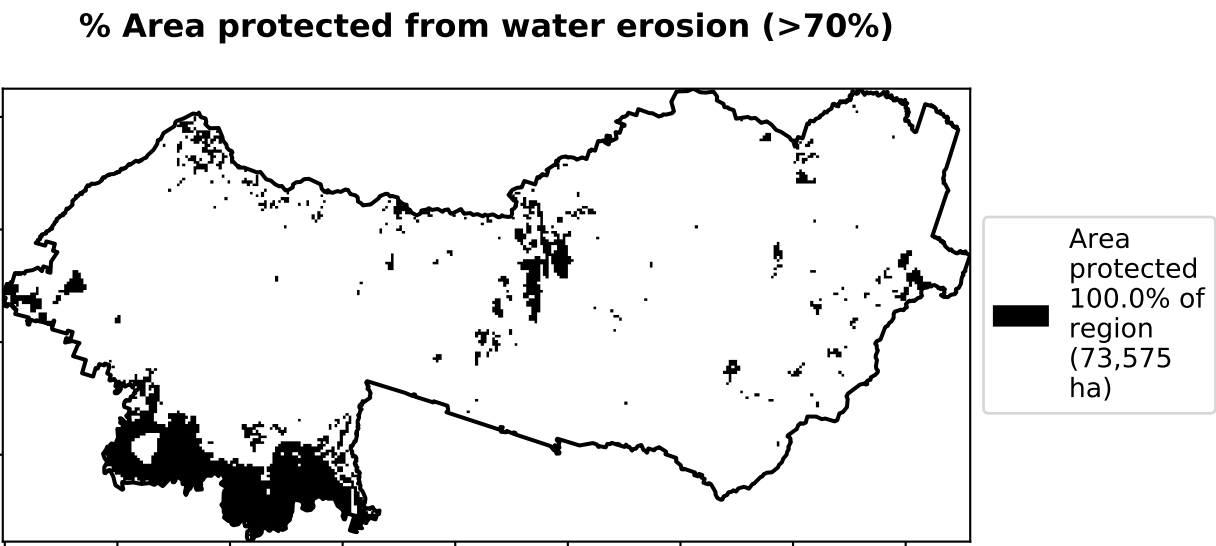 % Area protected from water erosion (>70%)
Area
protected
100.0% of
region
(73,575
ha)